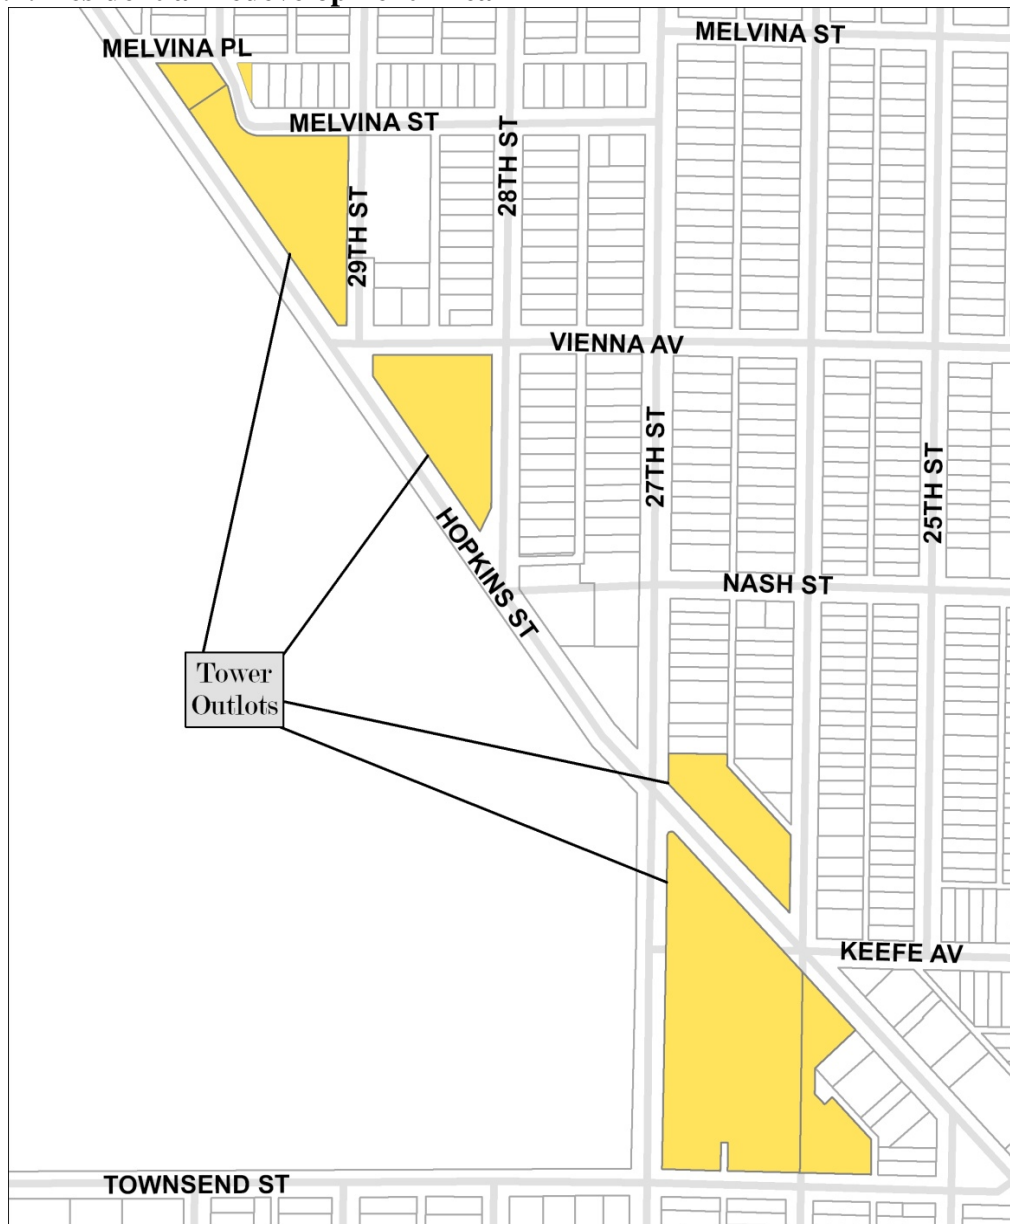 MELVINA PL
MELVINA ST
MELVINA ST
28TH ST
29TH ST
VIENNA AV
27TH ST
25TH ST
HOPKINS ST
NASH ST
Tower
Outlots
KEEFE AV
TOWNSEND ST